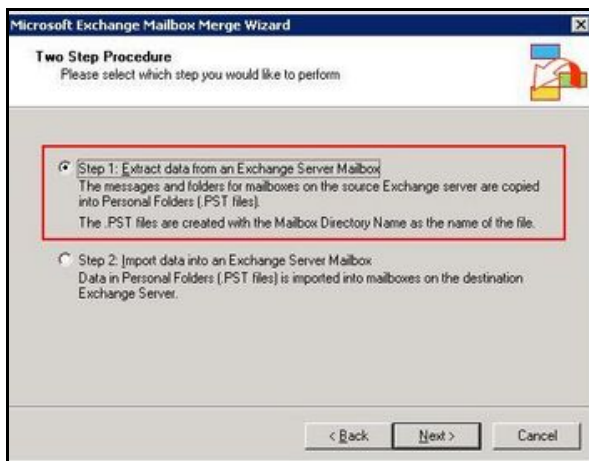 Microsoft Exchange Mailbox Merge Wizard
Two Step Procedure
Please select which step you would like to perform
Step 1: Extract data from an Exchange Server Mailbox
The messages and folders for mailboxes on the source Exchange server are copied
into Personal Folders (.PST files).
The .PST files are created with the Mailbox Directory Name as the name of the file.
Step 2: Import data into an Exchange Server Mailbox
Data in Personal Folders (.PST files) is imported into mailboxes on the destination
Exchange Server.
< Back Next > Cancel